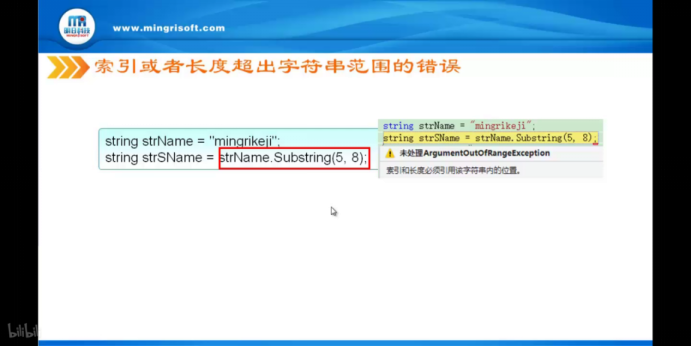 www.mingrisoft.com
索引或者长度超出字符串范围的错误
string strName = "mingrikeji";
string strSName = strName.Substring(5, 8);
string strName = "mingrikeji";
string strSName = strName.Substring(5, 8);
未处理ArgumentOutOfRangeException
索引和长度必须引用该字符串内的位置。
bilibili